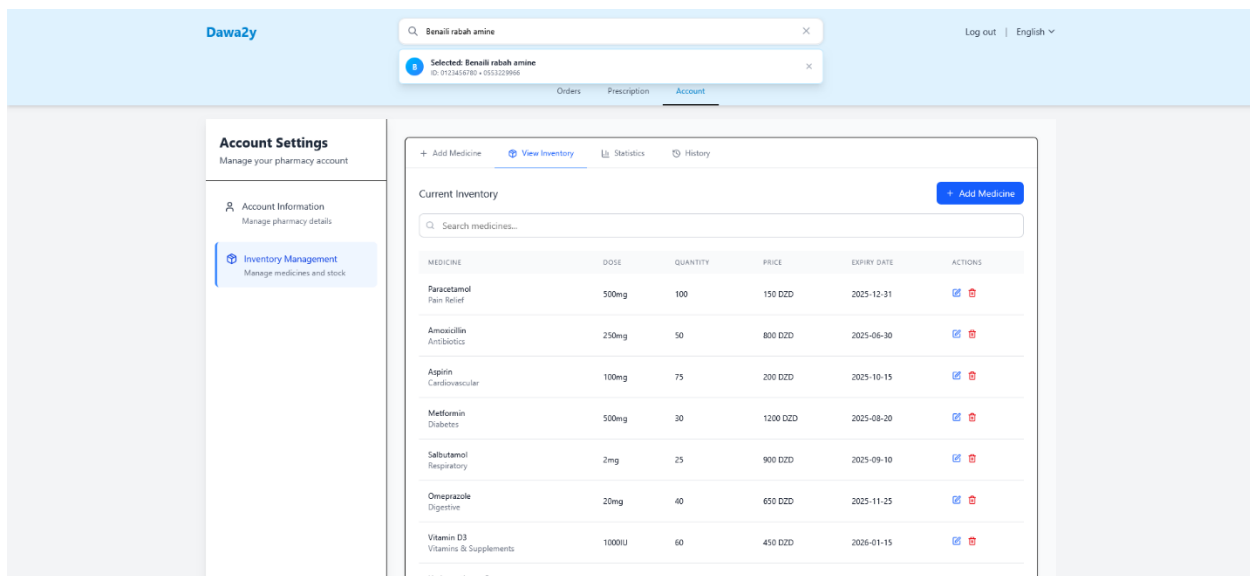 Dawa2y
Benaili rabah amine
Log out | English
B
Selected: Benaili rabah amine
ID: 0123456780 • 0553228966
Orders Prescription Account
Account Settings
Manage your pharmacy account
Account Information
Manage pharmacy details
Inventory Management
Manage medicines and stock
+ Add Medicine View Inventory Statistics History
Current Inventory
+ Add Medicine
Search medicines...
MEDICINE DOSE QUANTITY PRICE EXPIRY DATE ACTIONS
Paracetamol
Pain Relief
500mg 100 150 DZD 2025-12-31
Amoxicillin
Antibiotics
250mg 50 800 DZD 2025-06-30
Aspirin
Cardiovascular
100mg 75 200 DZD 2025-10-15
Metformin
Diabetes
500mg 30 1200 DZD 2025-08-20
Salbutamol
Respiratory
2mg 25 900 DZD 2025-09-10
Omeprazole
Digestive
20mg 40 650 DZD 2025-11-25
Vitamin D3
Vitamins & Supplements
1000IU 60 450 DZD 2026-01-15